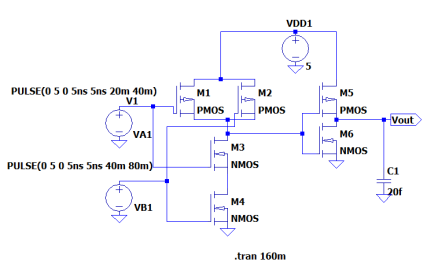 VDD1
5
PULSE(0 5 0 5ns 5ns 20m 40m)
V1
M1
PMOS
M2
PMOS
M5
PMOS
Vout
VA1
M6
NMOS
M3
NMOS
PULSE(0 5 0 5ns 5ns 40m 80m)
C1
20f
VB1
M4
NMOS
.tran 160m